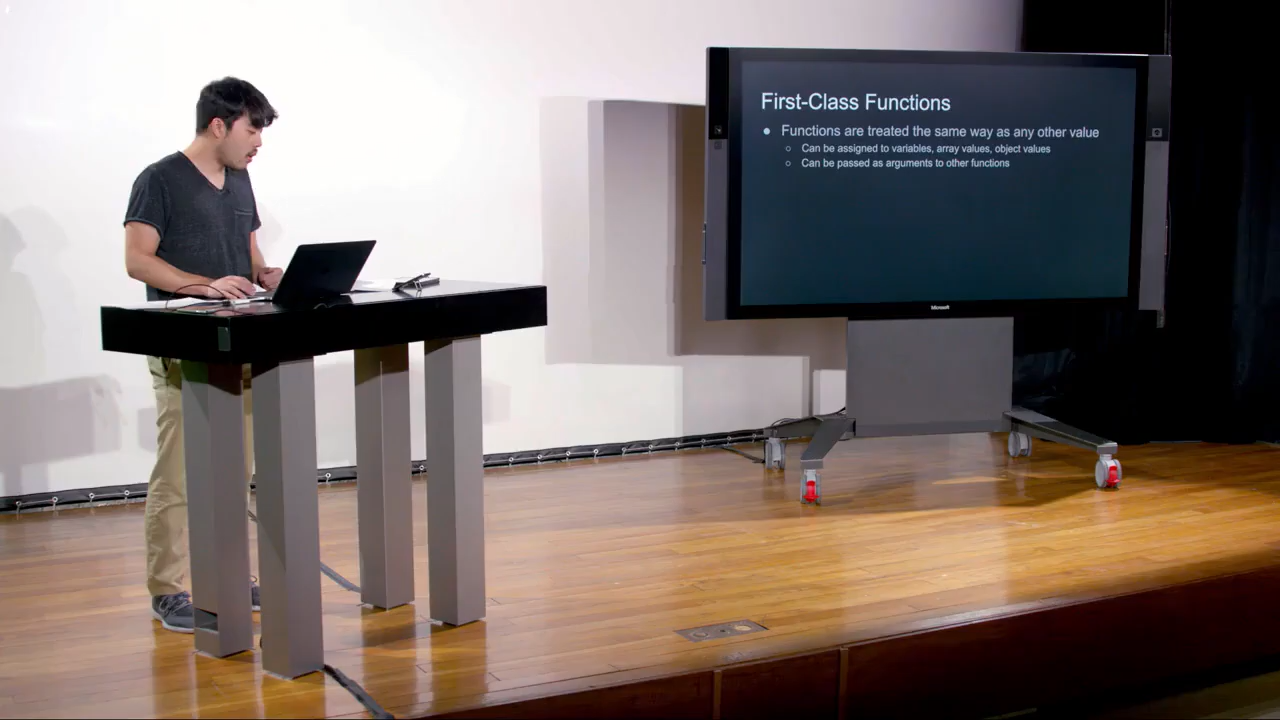 First-Class Functions
● Functions are treated the same way as any other value
○ Can be assigned to variables, array values, object values
○ Can be passed as arguments to other functions
Microsoft